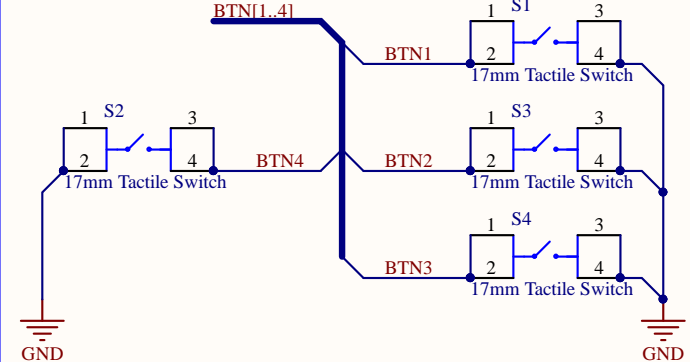 BTN[1..4]
S1
1 3
BTN1
2 4
17mm Tactile Switch
S2
1 3
2 4
BTN4
17mm Tactile Switch
S3
1 3
BTN2
2 4
17mm Tactile Switch
S4
1 3
BTN3
2 4
17mm Tactile Switch
GND
GND